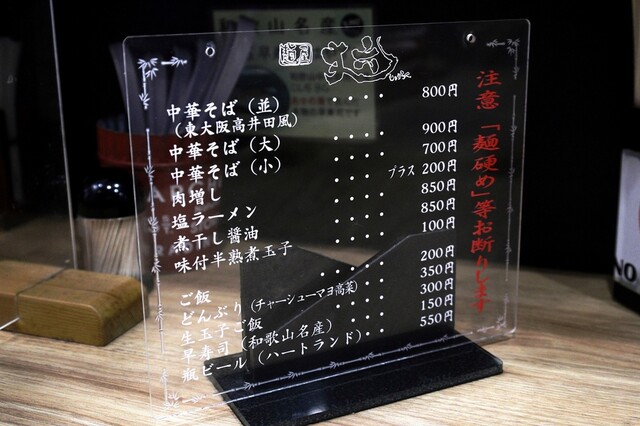 和歌山名産
麺屋
中華そば（並）・・・・800円
（東大阪高井田風）
中華そば（大）・・・・900円
中華そば（小）・・・・700円
肉増し・・・・プラス200円
塩ラーメン・・・・850円
煮干し醤油・・・・850円
味付半熟煮玉子・・・・100円
ご飯・・・・200円
どんぶり（チャーシューマヨ高菜）・・350円
生玉子ご飯・・・・300円
早寿司（和歌山名産）・・・・150円
瓶ビール（ハートランド）・・550円
注意「麺硬め」等お断りします